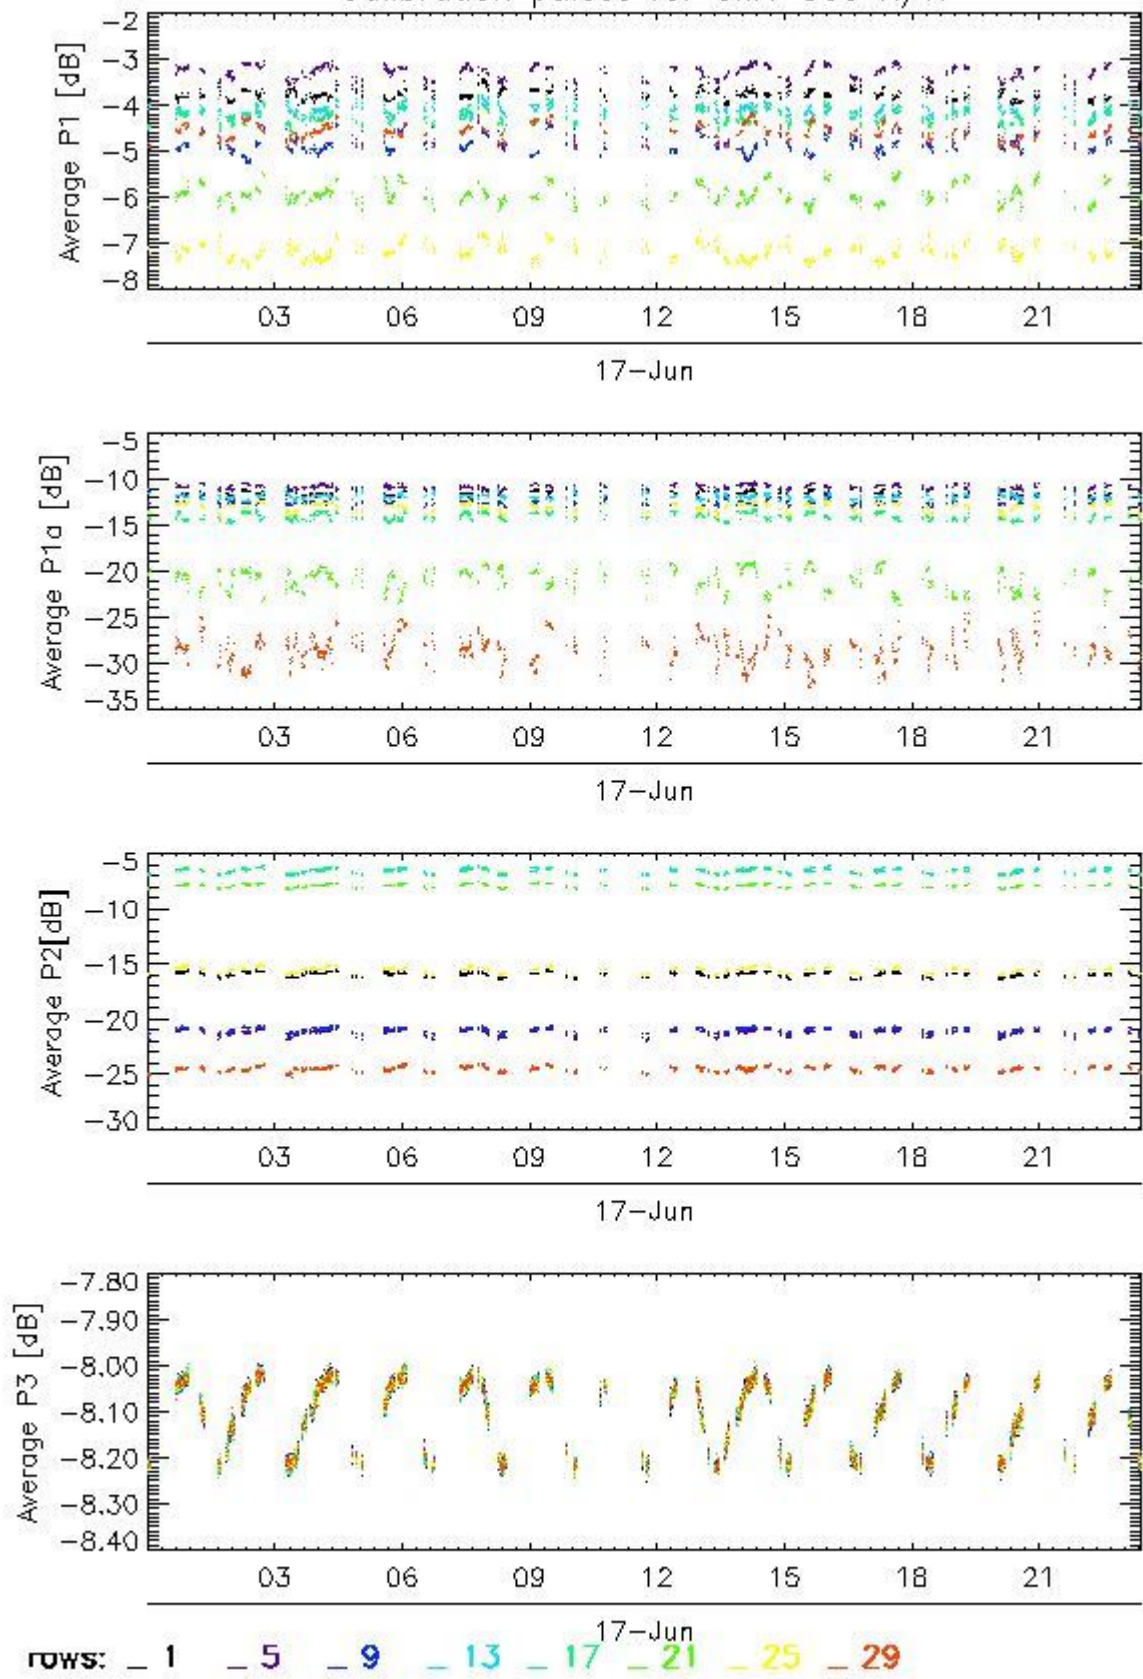 -2
-3
-4
-5
-6
-7
-8
Average P1 [dB]
03 06 09 12 15 18 21
17-Jun
-5
-10
-15
-20
-25
-30
-35
Average P1a [dB]
03 06 09 12 15 18 21
17-Jun
-5
-10
-15
-20
-25
-30
Average P2[dB]
03 06 09 12 15 18 21
17-Jun
-7.80
-7.90
-8.00
-8.10
-8.20
-8.30
-8.40
Average P3 [dB]
03 06 09 12 15 18 21
17-Jun
rows: _ 1 _ 5 _ 9 _ 13 _ 17 _ 21 _ 25 _ 29